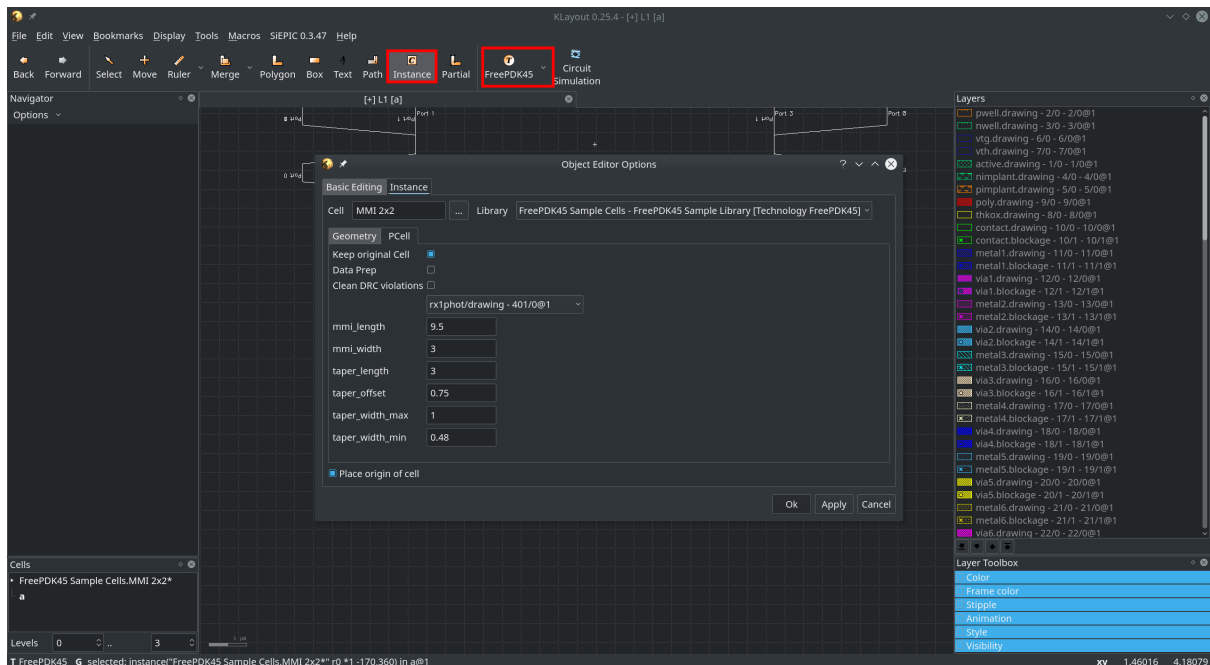 KLayout 0.25.4 - [+] L1 [a]
File Edit View Bookmarks Display Tools Macros SiEPIC 0.3.47 Help
Back Forward Select Move Ruler Merge Polygon Box Text Path Instance Partial FreePDK45 Circuit Simulation
Navigator
Options
[+] L1 [a]
Port 1
Port 3
Port 1
Object Editor Options
Basic Editing Instance
Cell MMI 2x2 ... Library FreePDK45 Sample Cells - FreePDK45 Sample Library [Technology FreePDK45]
Geometry PCell
Keep original Cell
Data Prep
Clean DRC violations
rx1phot/drawing - 401/0@1
mmi_length 9.5
mmi_width 3
taper_length 3
taper_offset 0.75
taper_width_max 1
taper_width_min 0.48
Place origin of cell
Ok Apply Cancel
Layers
pwell.drawing - 2/0 - 2/0@1
nwell.drawing - 3/0 - 3/0@1
vtg.drawing - 6/0 - 6/0@1
vth.drawing - 7/0 - 7/0@1
active.drawing - 1/0 - 1/0@1
nimplant.drawing - 4/0 - 4/0@1
pimplant.drawing - 5/0 - 5/0@1
poly.drawing - 9/0 - 9/0@1
thkox.drawing - 8/0 - 8/0@1
contact.drawing - 10/0 - 10/0@1
contact.blockage - 10/1 - 10/1@1
metal1.drawing - 11/0 - 11/0@1
metal1.blockage - 11/1 - 11/1@1
via1.drawing - 12/0 - 12/0@1
via1.blockage - 12/1 - 12/1@1
metal2.drawing - 13/0 - 13/0@1
metal2.blockage - 13/1 - 13/1@1
via2.drawing - 14/0 - 14/0@1
via2.blockage - 14/1 - 14/1@1
metal3.drawing - 15/0 - 15/0@1
metal3.blockage - 15/1 - 15/1@1
via3.drawing - 16/0 - 16/0@1
via3.blockage - 16/1 - 16/1@1
metal4.drawing - 17/0 - 17/0@1
metal4.blockage - 17/1 - 17/1@1
via4.drawing - 18/0 - 18/0@1
via4.blockage - 18/1 - 18/1@1
metal5.drawing - 19/0 - 19/0@1
metal5.blockage - 19/1 - 19/1@1
via5.drawing - 20/0 - 20/0@1
via5.blockage - 20/1 - 20/1@1
metal6.drawing - 21/0 - 21/0@1
metal6.blockage - 21/1 - 21/1@1
via6.drawing - 22/0 - 22/0@1
Cells
FreePDK45 Sample Cells.MMI 2x2*
a
Levels 0 .. 3
1 µm
Layer Toolbox
Color
Frame color
Stipple
Animation
Style
Visibility
T FreePDK45 G selected: instance("FreePDK45 Sample Cells.MMI 2x2*" r0 *1 -170,360) in a@1
xy 1.46016 4.18079